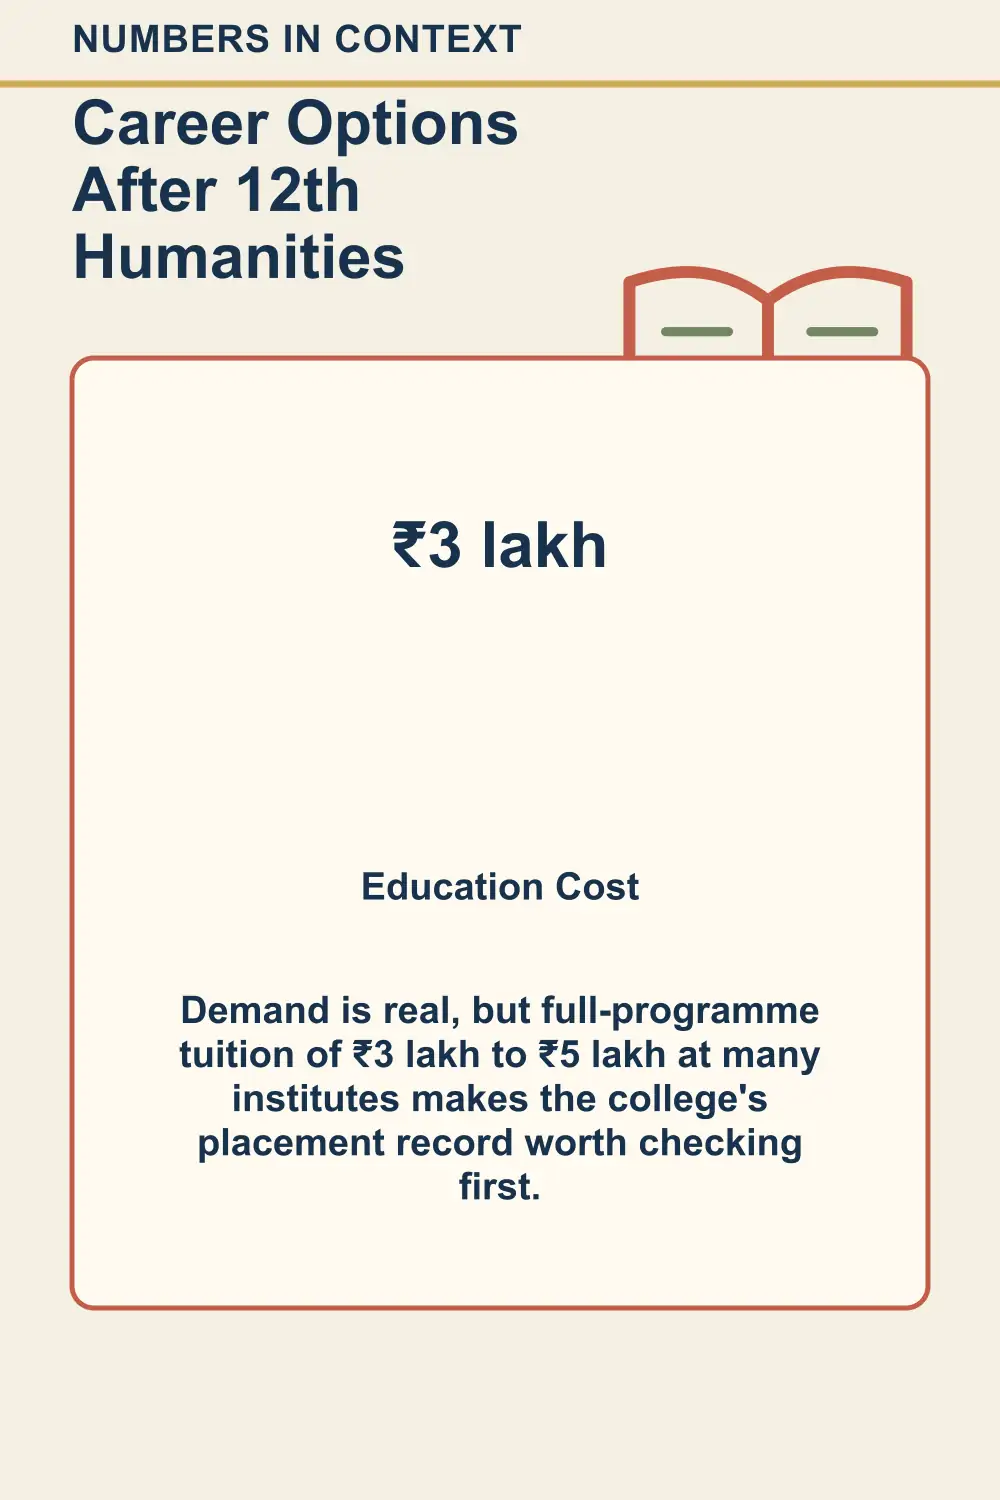 NUMBERS IN CONTEXT
Career Options
After 12th
Humanities
₹3 lakh
Education Cost
Demand is real, but full-programme
tuition of ₹3 lakh to ₹5 lakh at many
institutes makes the college's
placement record worth checking
first.